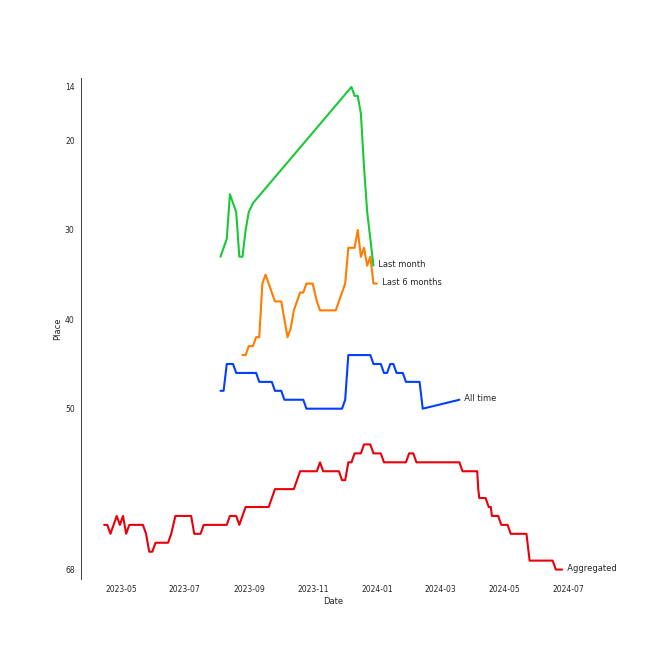 14
20
30
Last month
Last 6 months
40
Place
All time
50
68
Aggregated
2023-05 2023-07 2023-09 2023-11 2024-01 2024-03 2024-05 2024-07
Date